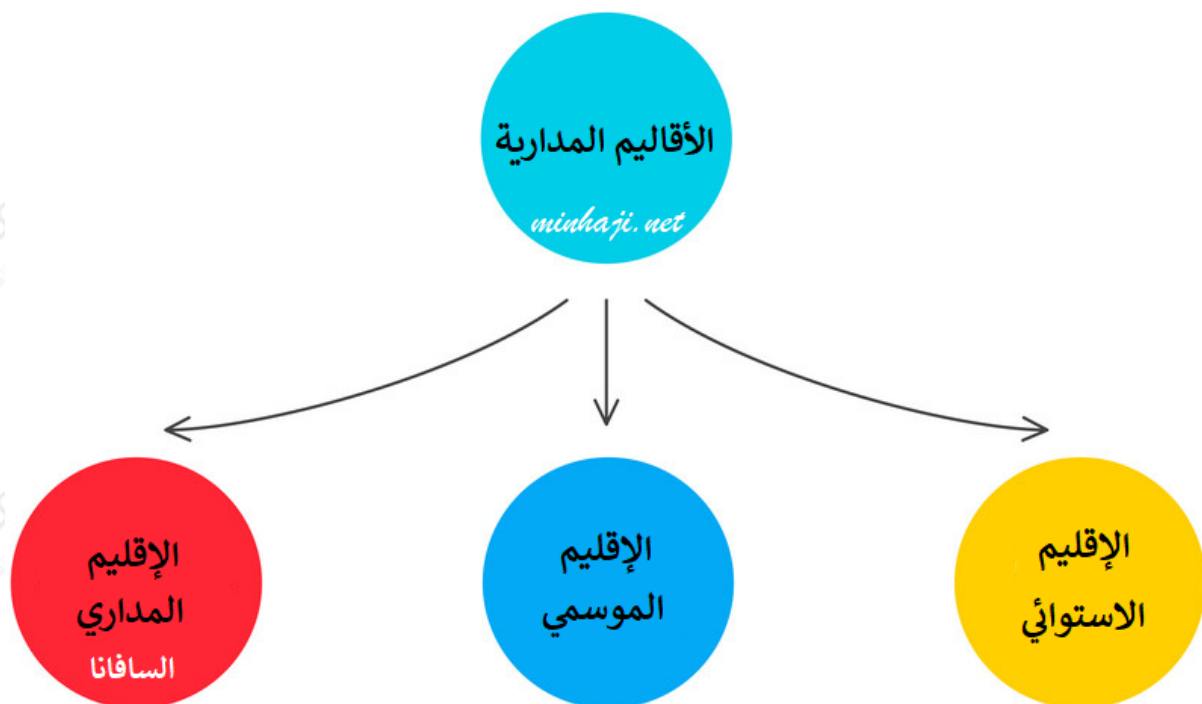 الأقاليم المدارية
minhaji.net
الإقليم
الاستوائي
الإقليم
الموسمي
الإقليم
المداري
السافانا